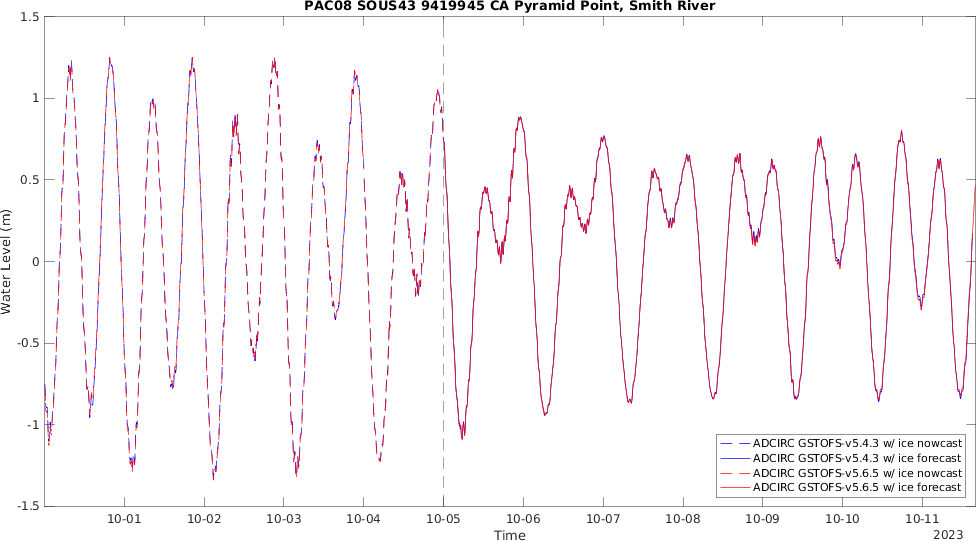 PAC08 SOUS43 9419945 CA Pyramid Point, Smith River
Water Level (m)
1.5
1
0.5
0
-0.5
-1
-1.5
10-01 10-02 10-03 10-04 10-05 10-06 10-07 10-08 10-09 10-10 10-11
Time
2023
ADCIRC GSTOFS-v5.4.3 w/ ice nowcast
ADCIRC GSTOFS-v5.4.3 w/ ice forecast
ADCIRC GSTOFS-v5.6.5 w/ ice nowcast
ADCIRC GSTOFS-v5.6.5 w/ ice forecast